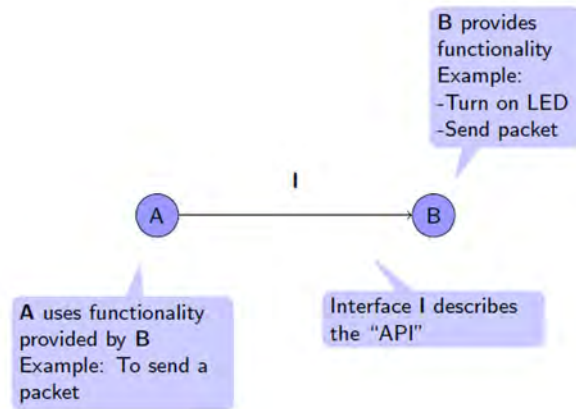 B provides
functionality
Example:
-Turn on LED
-Send packet
I
A
B
A uses functionality
provided by B
Example: To send a
packet
Interface I describes
the “API”